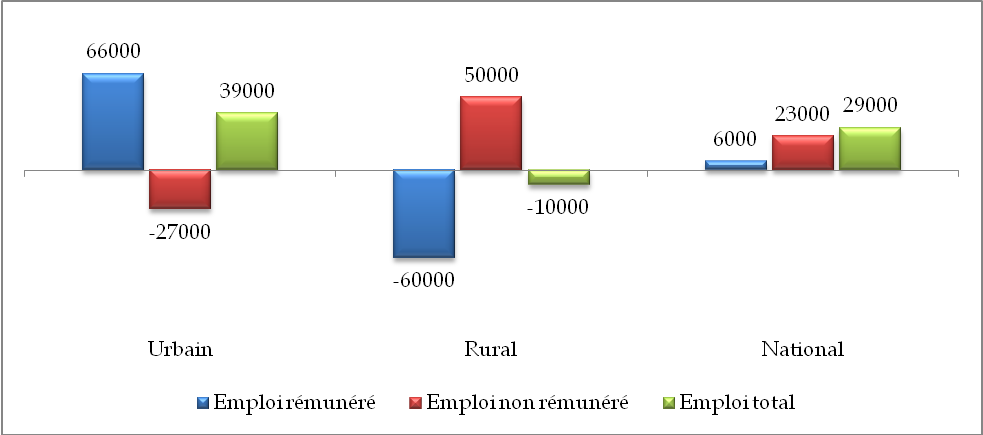 66000
39000
-27000
50000
-60000
-10000
6000
23000
29000
Urbain
Rural
National
Emploi rémunéré
Emploi non rémunéré
Emploi total